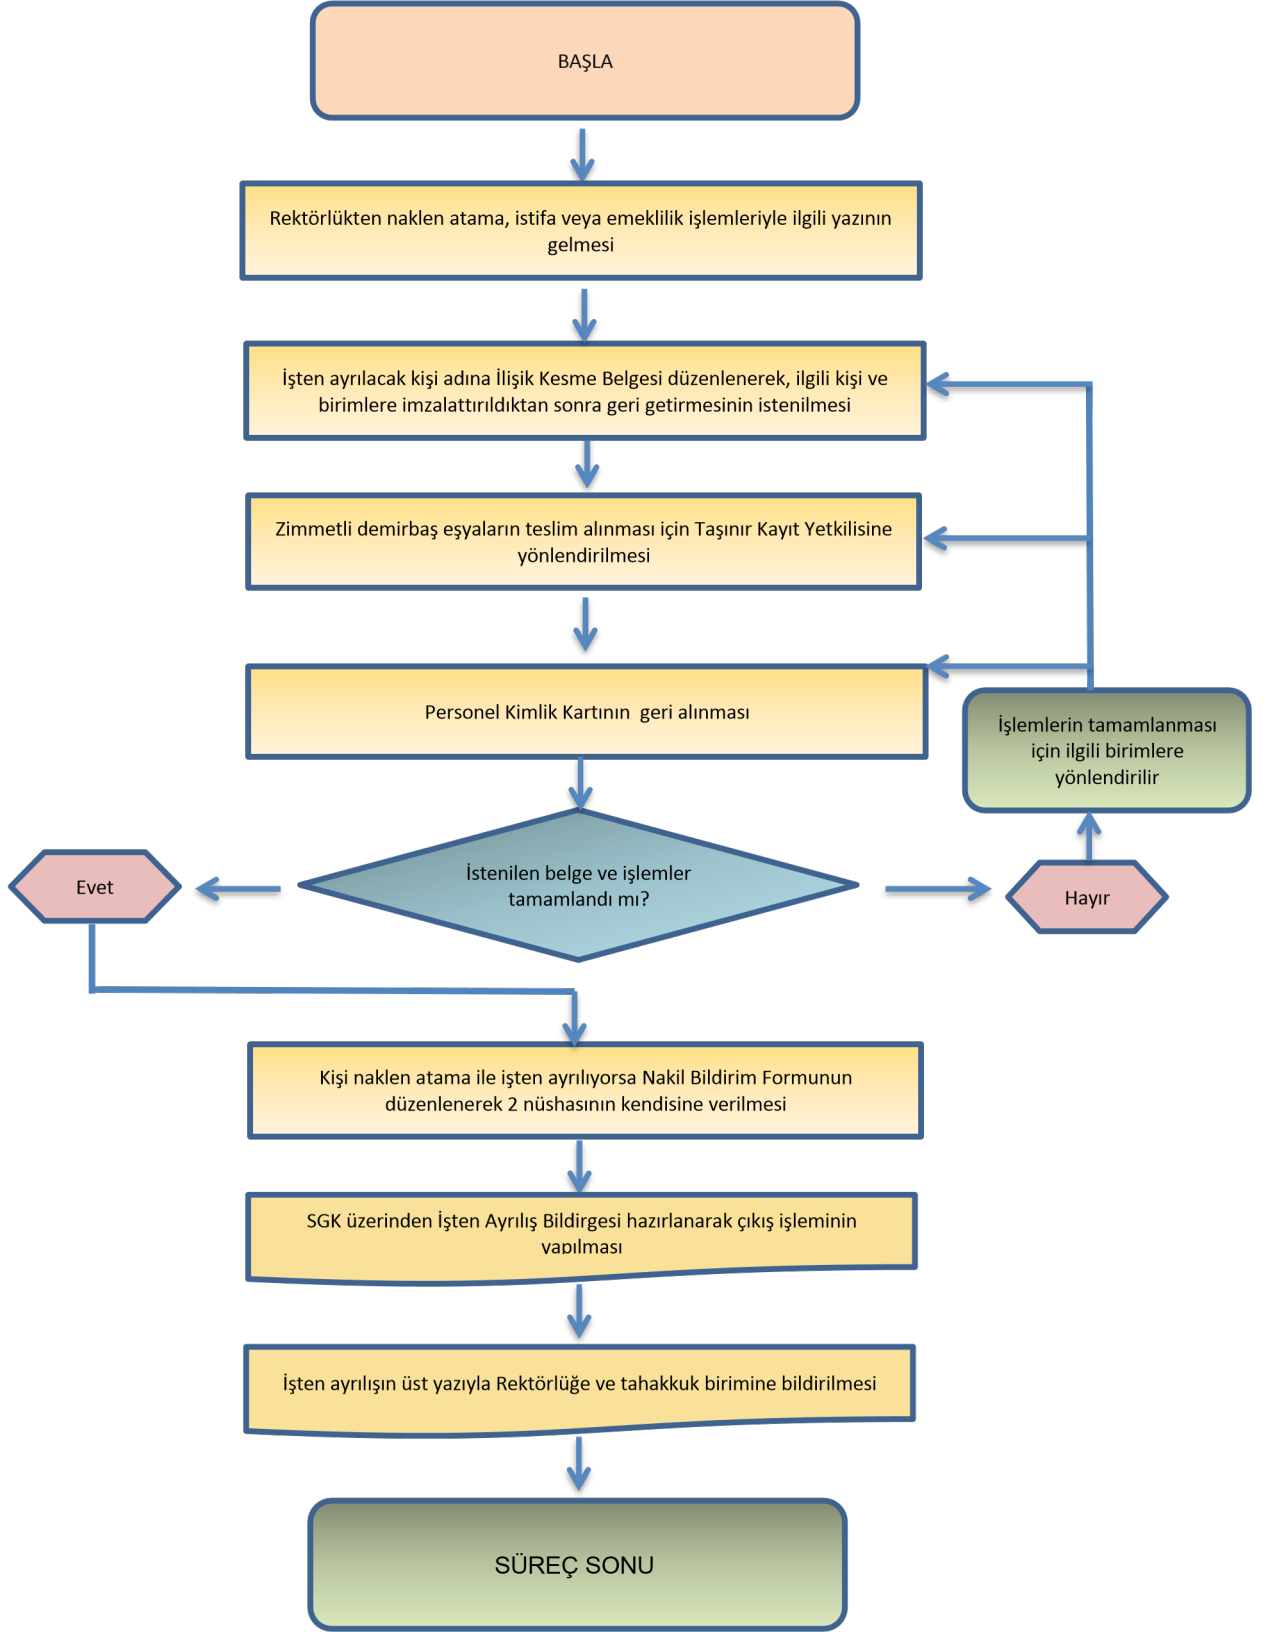 BAŞLA
Rektörlükten naklen atama, istifa veya emeklilik işlemleriyle ilgili yazının
gelmesi
İşten ayrılacak kişi adına İlişik Kesme Belgesi düzenlenerek, ilgili kişi ve
birimlere imzalattırıldıktan sonra geri getirmesinin istenilmesi
Zimmetli demirbaş eşyaların teslim alınması için Taşınır Kayıt Yetkilisine
yönlendirilmesi
Personel Kimlik Kartının geri alınması
İşlemlerin tamamlanması
için ilgili birimlere
yönlendirilir
İstenilen belge ve işlemler
tamamlandı mı?
Evet
Hayır
Kişi naklen atama ile işten ayrılıyorsa Nakil Bildirim Formunun
düzenlenerek 2 nüshasının kendisine verilmesi
SGK üzerinden İşten Ayrılış Bildirgesi hazırlanarak çıkış işleminin
yapılması
İşten ayrılışın üst yazıyla Rektörlüğe ve tahakkuk birimine bildirilmesi
SÜREÇ SONU